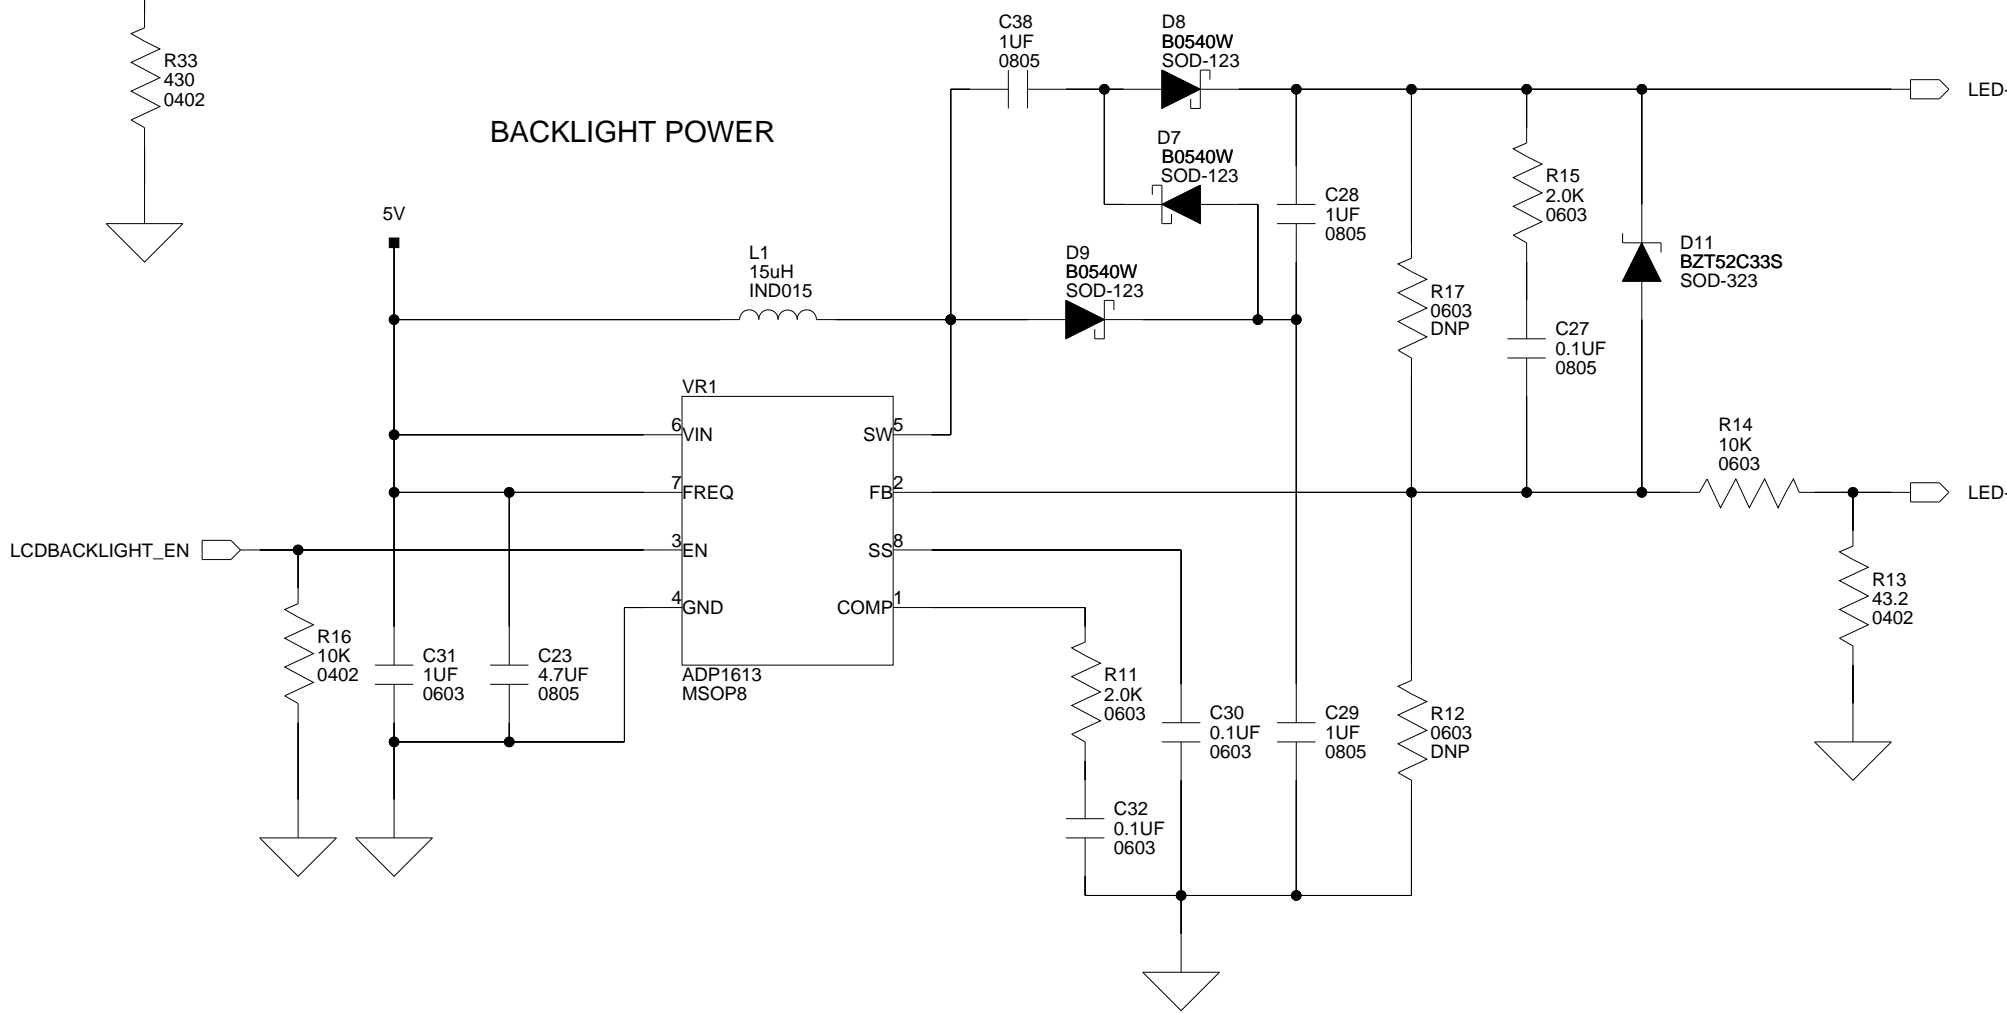 R33
430
0402
BACKLIGHT POWER
C38
1UF
0805
D8
B0540W
SOD-123
LED-
D7
B0540W
SOD-123
R15
2.0K
0603
C28
1UF
0805
5V
L1
15uH
IND015
D9
B0540W
SOD-123
R17
0603
DNP
D11
BZT52C33S
SOD-323
C27
0.1UF
0805
VR1
6
VIN
SW
5
7
FREQ
FB
2
R14
10K
0603
LED-
LCDBACKLIGHT_EN
3
EN
SS
8
4
GND
COMP
1
R13
43.2
0402
R16
10K
0402
C31
1UF
0603
C23
4.7UF
0805
ADP1613
MSOP8
R11
2.0K
0603
C30
0.1UF
0603
C29
1UF
0805
R12
0603
DNP
C32
0.1UF
0603